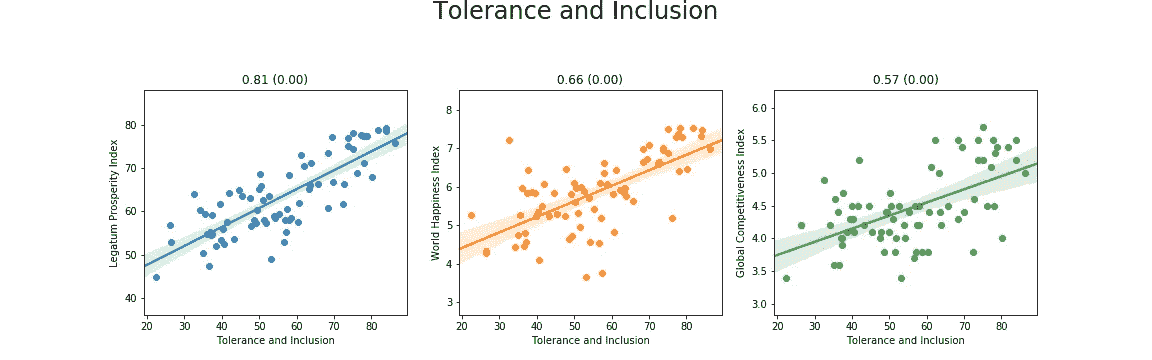 Tolerance and Inclusion
0.81 (0.00)
Legatum Prosperity Index
80
70
60
50
40
20 30 40 50 60 70 80
Tolerance and Inclusion
0.66 (0.00)
World Happiness Index
8
7
6
5
4
3
20 30 40 50 60 70 80
Tolerance and Inclusion
0.57 (0.00)
Global Competitiveness Index
6.0
5.5
5.0
4.5
4.0
3.5
3.0
20 30 40 50 60 70 80
Tolerance and Inclusion